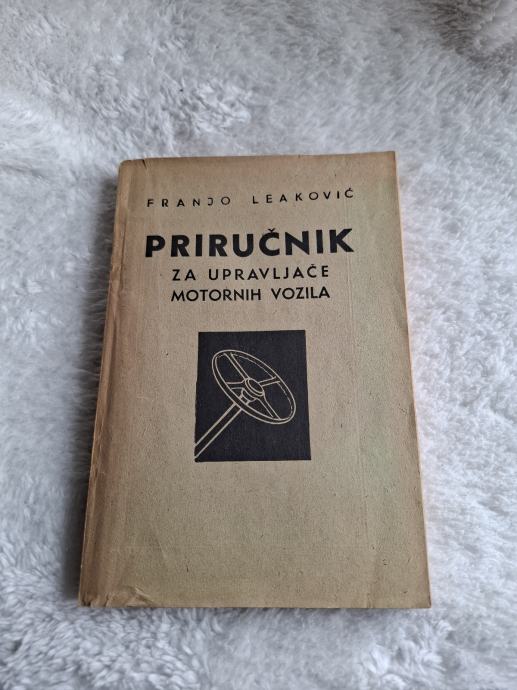 FRANJO LEAKOVIĆ
PRIRUČNIK
ZA UPRAVLJAČE
MOTORNIH VOZILA